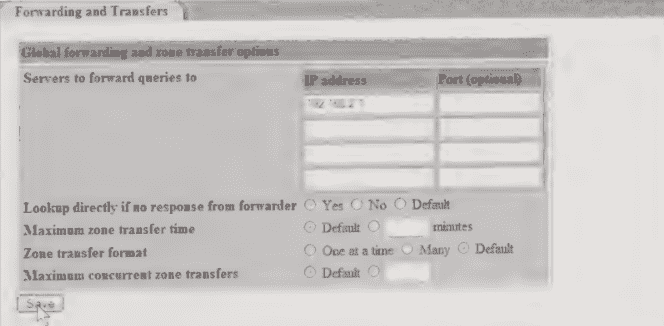 Forwarding and Transfers
Global forwarding and zone transfer options
Servers to forward queries to IP address Port (optional)
Lookup directly if no response from forwarder Yes No Default
Maximum zone transfer time Default minutes
Zone transfer format One at a time Many Default
Maximum concurrent zone transfers Default
Save